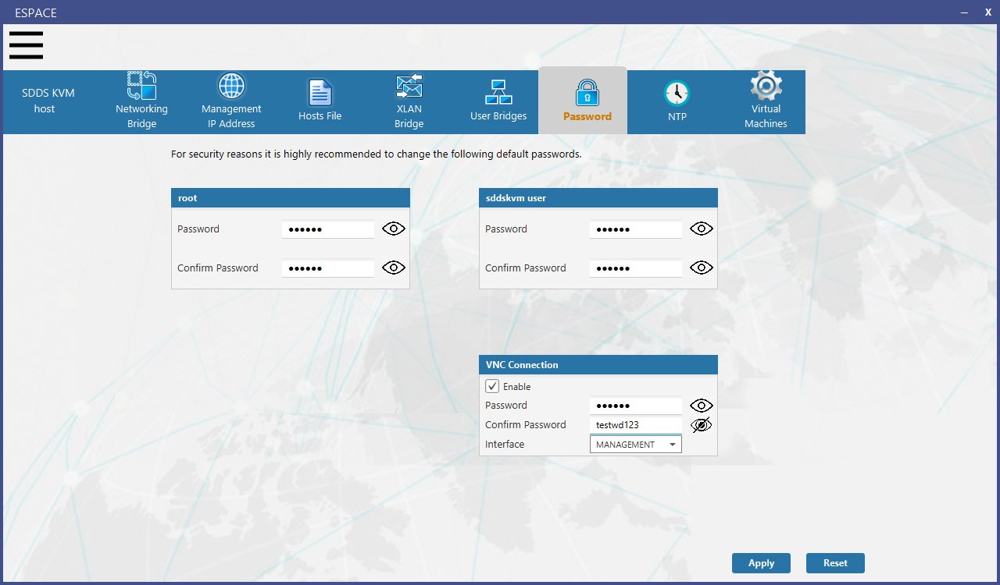 ESPACE
X
SDDS KVM
host
Networking
Bridge
Management
IP Address
Hosts File
XLAN
Bridge
User Bridges
Password
NTP
Virtual
Machines
For security reasons it is highly recommended to change the following default passwords.
root
Password
••••••
Confirm Password
••••••
sddskvm user
Password
••••••
Confirm Password
••••••
VNC Connection
Enable
Password
••••••
Confirm Password
testwd123
Interface
MANAGEMENT
Apply
Reset